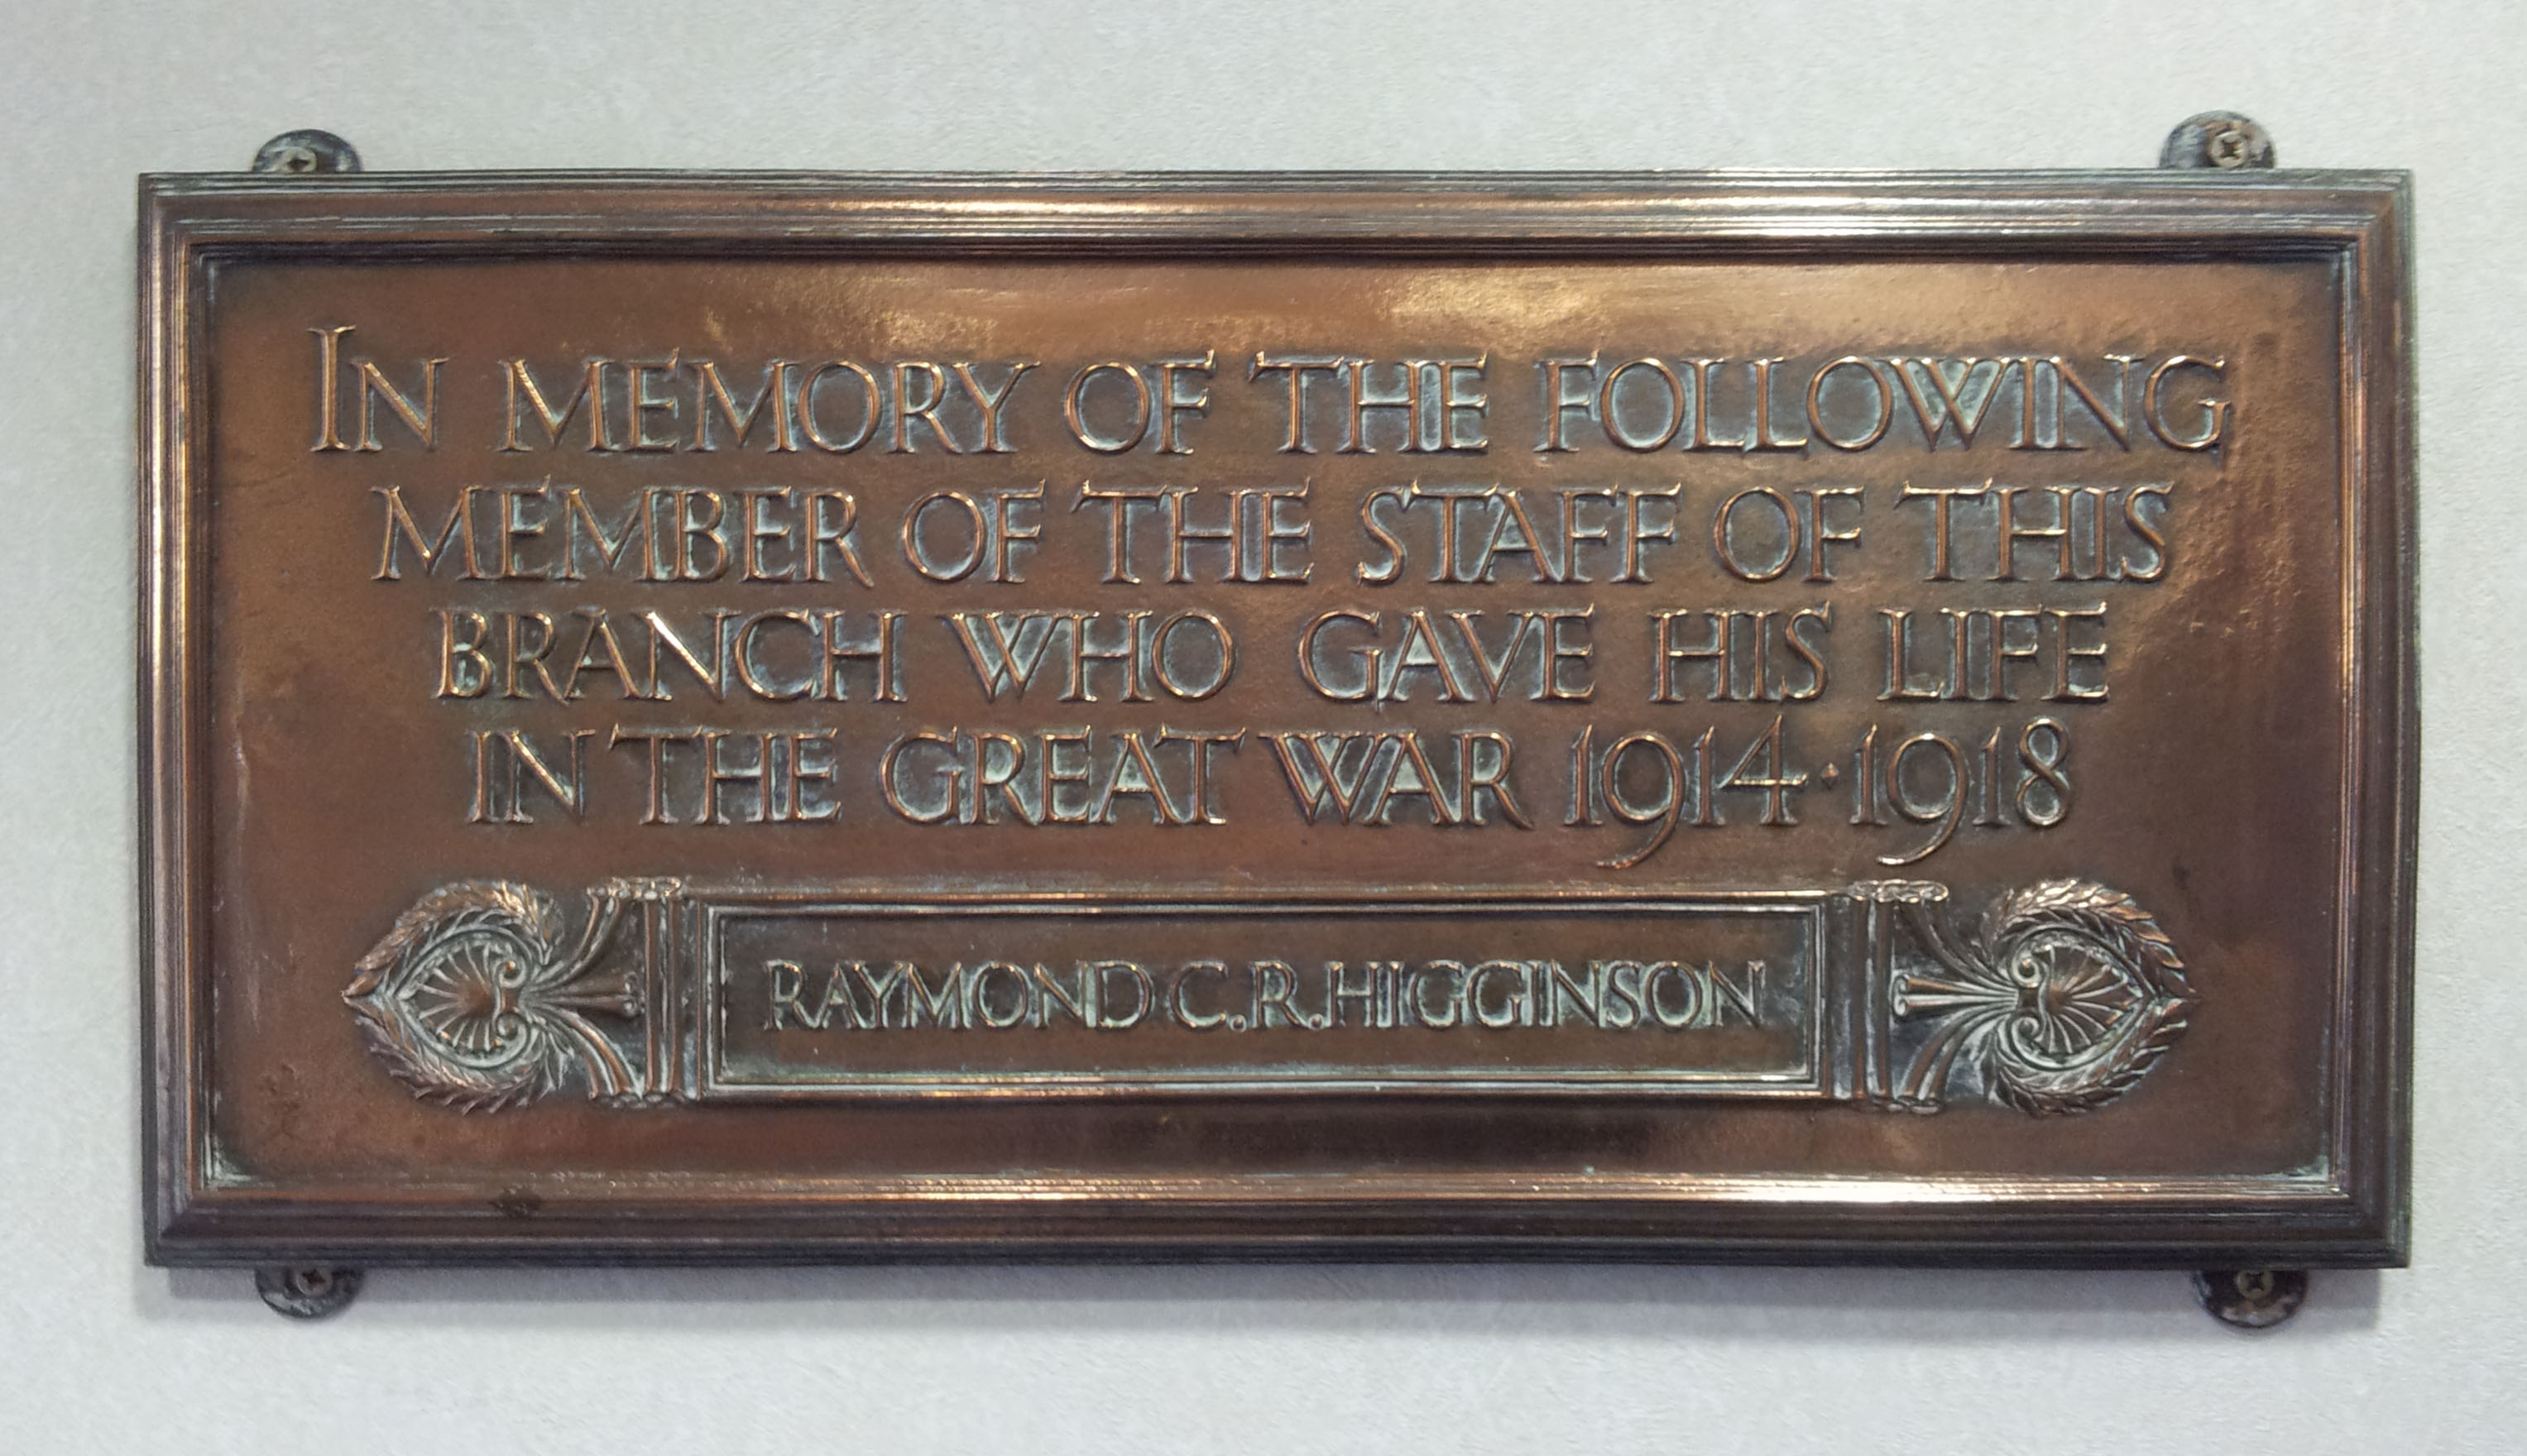 IN MEMORY OF THE FOLLOWING
MEMBER OF THE STAFF OF THIS
BRANCH WHO GAVE HIS LIFE
IN THE GREAT WAR 1914·1918
RAYMOND C.R.HIGGINSON